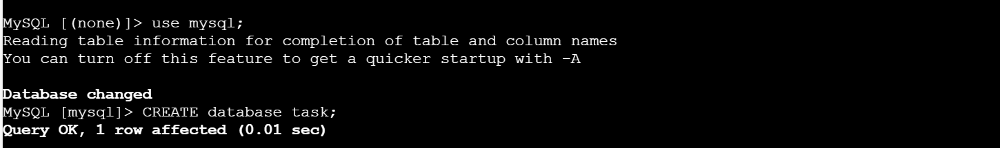 MySQL [(none)]> use mysql;
Reading table information for completion of table and column names
You can turn off this feature to get a quicker startup with -A
Database changed
MySQL [mysql]> CREATE database task;
Query OK, 1 row affected (0.01 sec)